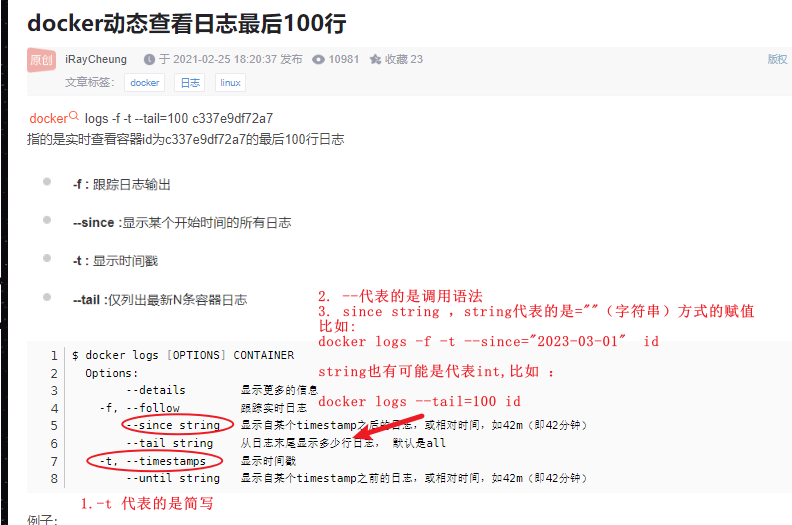 docker动态查看日志最后100行
原创 iRayCheung 于 2021-02-25 18:20:37 发布 10981 收藏 23 版权
文章标签： docker 日志 linux
docker logs -f -t --tail=100 c337e9df72a7
指的是实时查看容器id为c337e9df72a7的最后100行日志
-f : 跟踪日志输出
--since :显示某个开始时间的所有日志
-t : 显示时间戳
--tail :仅列出最新N条容器日志
2. --代表的是调用语法
3. since string ，string代表的是=""（字符串）方式的赋值
比如:
docker logs -f -t --since="2023-03-01" id
string也有可能是代表int,比如 ：
docker logs --tail=100 id
1 $ docker logs [OPTIONS] CONTAINER
2 Options:
3 --details 显示更多的信息
4 -f, --follow 跟踪实时日志
5 --since string 显示自某个timestamp之后的日志，或相对时间，如42m（即42分钟）
6 --tail string 从日志末尾显示多少行日志， 默认是all
7 -t, --timestamps 显示时间戳
8 --until string 显示自某个timestamp之前的日志，或相对时间，如42m（即42分钟）
1.-t 代表的是简写
例子: